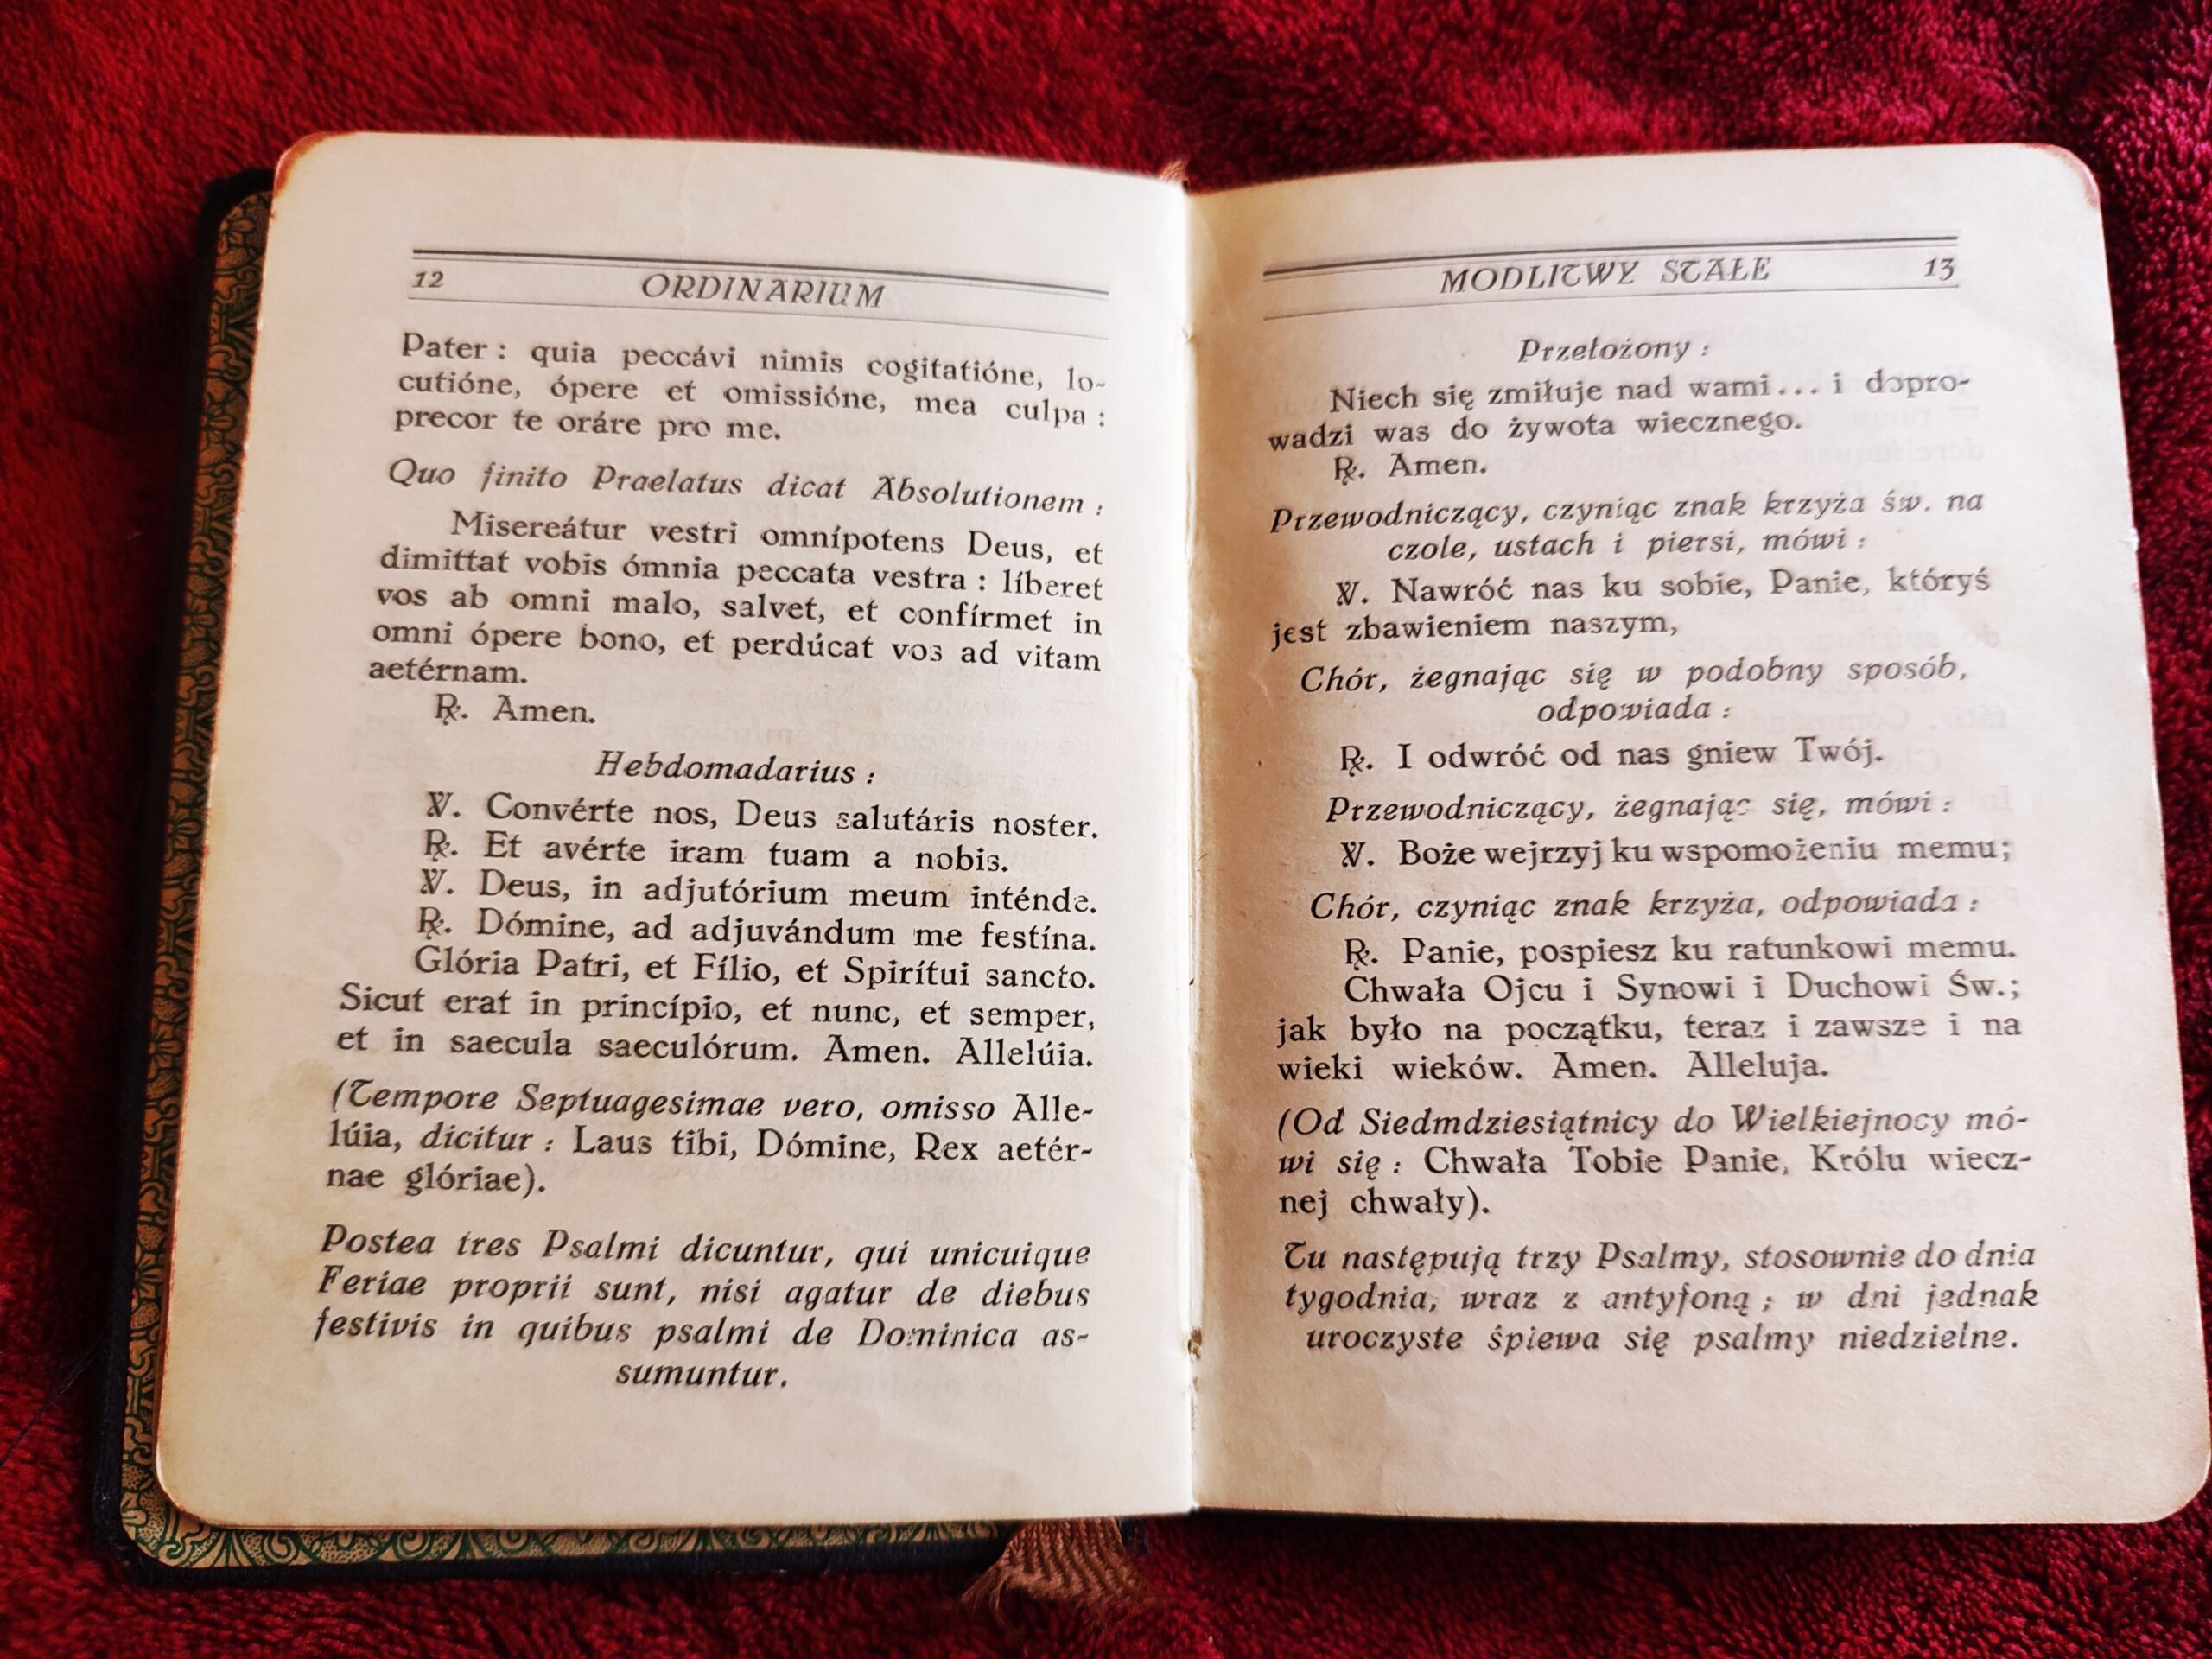 12 ORDINARIUM
Pater : quia peccávi nimis cogitatióne, lo-
cutióne, ópere et omissióne, mea culpa :
precor te oráre pro me.
Quo finito Praelatus dicat Absolutionem :
Misereátur vestri omnípotens Deus, et
dimittat vobis ómnia peccata vestra : líberet
vos ab omni malo, salvet, et confírmet in
omni ópere bono, et perdúcat vos ad vitam
aetérnam.
℟. Amen.
Hebdomadarius :
℣. Convérte nos, Deus salutáris noster.
℟. Et avérte iram tuam a nobis.
℣. Deus, in adjutórium meum inténde.
℟. Dómine, ad adjuvándum me festína.
Glória Patri, et Fílio, et Spirítui sancto.
Sicut erat in princípio, et nunc, et semper,
et in saecula saeculórum. Amen. Allelúia.
(Tempore Septuagesimae vero, omisso Alle-
lúia, dicitur : Laus tibi, Dómine, Rex aetér-
nae glóriae).
Postea tres Psalmi dicuntur, qui unicuique
Feriae proprii sunt, nisi agatur de diebus
festivis in quibus psalmi de Dominica as-
sumuntur.
MODLITWY STAŁE 13
Przełożony :
Niech się zmiłuje nad wami... i dopro-
wadzi was do żywota wiecznego.
℟. Amen.
Przewodniczący, czyniąc znak krzyża św. na
czole, ustach i piersi, mówi :
℣. Nawróć nas ku sobie, Panie, któryś
jest zbawieniem naszym,
Chór, żegnając się w podobny sposób,
odpowiada :
℟. I odwróć od nas gniew Twój.
Przewodniczący, żegnając się, mówi :
℣. Boże wejrzyj ku wspomożeniu memu;
Chór, czyniąc znak krzyża, odpowiada :
℟. Panie, pospiesz ku ratunkowi memu.
Chwała Ojcu i Synowi i Duchowi Św.;
jak było na początku, teraz i zawsze i na
wieki wieków. Amen. Alleluja.
(Od Siedmdziesiątnicy do Wielkiejnocy mó-
wi się : Chwała Tobie Panie, Królu wiecz-
nej chwały).
Tu następują trzy Psalmy, stosownie do dnia
tygodnia, wraz z antyfoną ; w dni jednak
uroczyste śpiewa się psalmy niedzielne.